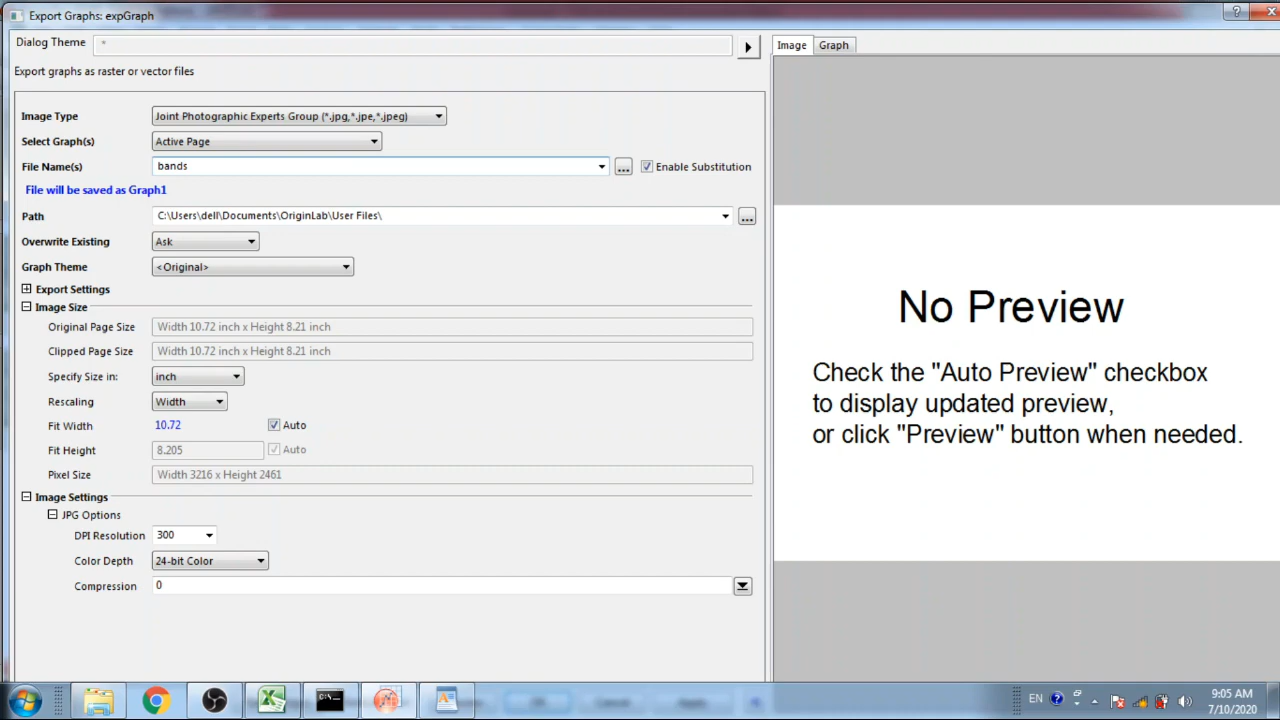 Export Graphs: expGraph
Dialog Theme *
Export graphs as raster or vector files
Image Type Joint Photographic Experts Group (*.jpg,*.jpe,*.jpeg)
Select Graph(s) Active Page
File Name(s) bands ... Enable Substitution
File will be saved as Graph1
Path C:\Users\dell\Documents\OriginLab\User Files\ ...
Overwrite Existing Ask
Graph Theme <Original>
Export Settings
Image Size
Original Page Size Width 10.72 inch x Height 8.21 inch
Clipped Page Size Width 10.72 inch x Height 8.21 inch
Specify Size in: inch
Rescaling Width
Fit Width 10.72 Auto
Fit Height 8.205 Auto
Pixel Size Width 3216 x Height 2461
Image Settings
JPG Options
DPI Resolution 300
Color Depth 24-bit Color
Compression 0
Image Graph
No Preview
Check the "Auto Preview" checkbox
to display updated preview,
or click "Preview" button when needed.
EN
9:05 AM
7/10/2020